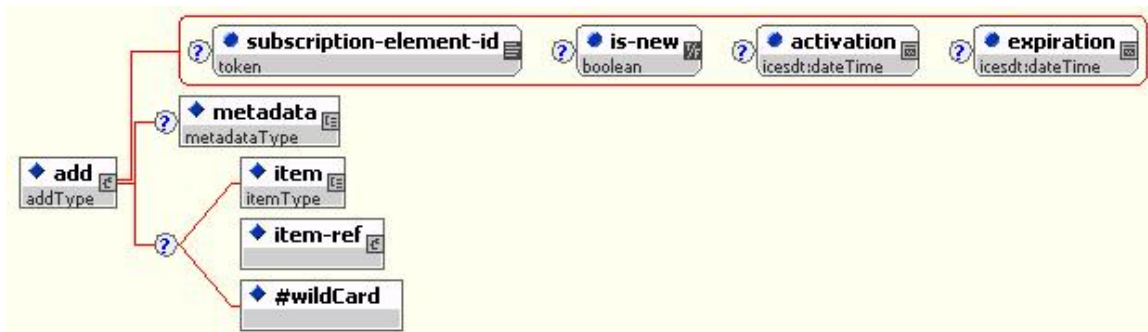 ? subscription-element-id ? is-new ? activation ? expiration
token boolean icesdt:dateTime icesdt:dateTime
? metadata
metadataType
add
addType
item
itemType
?
item-ref
#wildCard